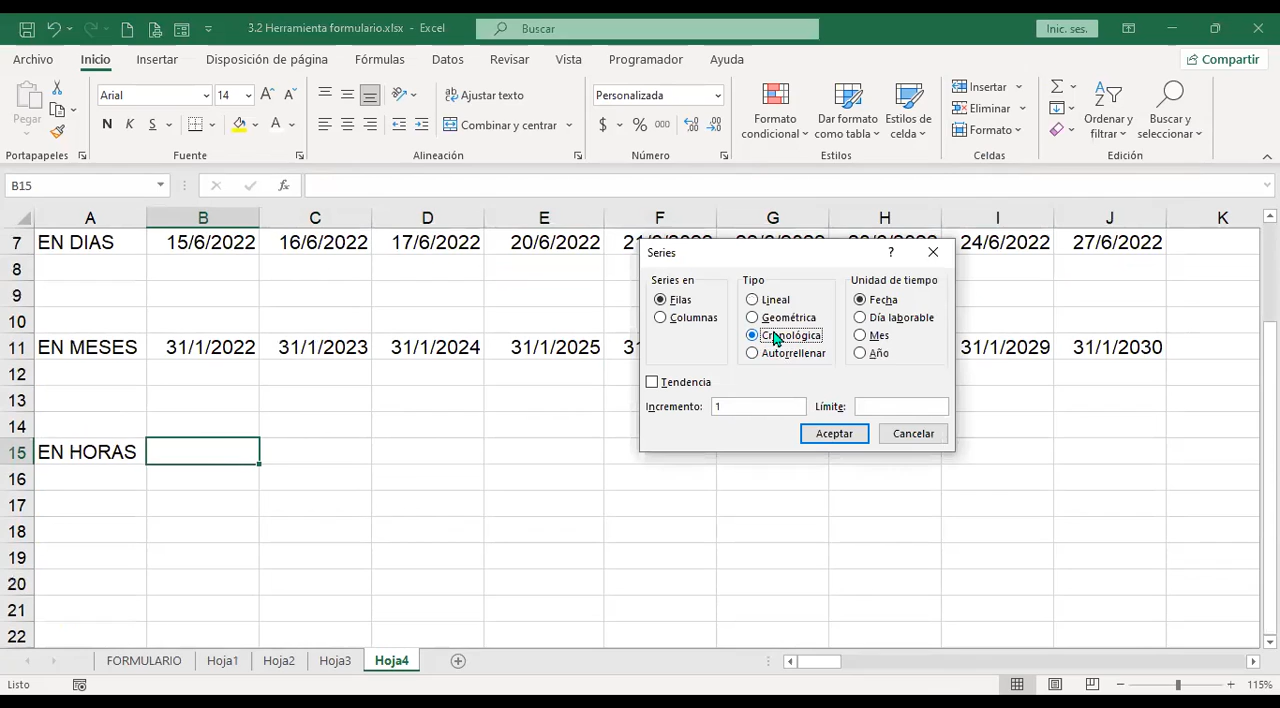 3.2 Herramienta formulario.xlsx - Excel
Buscar
Inic. ses.
Archivo Inicio Insertar Disposición de página Fórmulas Datos Revisar Vista Programador Ayuda
Compartir
Pegar
Portapapeles
Arial 14
N K S
Fuente
Ajustar texto
Combinar y centrar
Alineación
Personalizada
$ % 000
Número
Formato condicional
Dar formato como tabla
Estilos de celda
Estilos
Insertar
Eliminar
Formato
Celdas
Ordenar y filtrar
Buscar y seleccionar
Edición
B15
fx
A B C D E F G H I J K
7 EN DIAS 15/6/2022 16/6/2022 17/6/2022 20/6/2022 24/6/2022 27/6/2022
8
9
10
11 EN MESES 31/1/2022 31/1/2023 31/1/2024 31/1/2025 31/1/2029 31/1/2030
12
13
14
15 EN HORAS
16
17
18
19
20
21
22
Series ?
Series en
Filas
Columnas
Tipo
Lineal
Geométrica
Cronológica
Autorrellenar
Unidad de tiempo
Fecha
Día laborable
Mes
Año
Tendencia
Incremento: 1 Límite:
Aceptar Cancelar
FORMULARIO Hoja1 Hoja2 Hoja3 Hoja4
Listo
115%